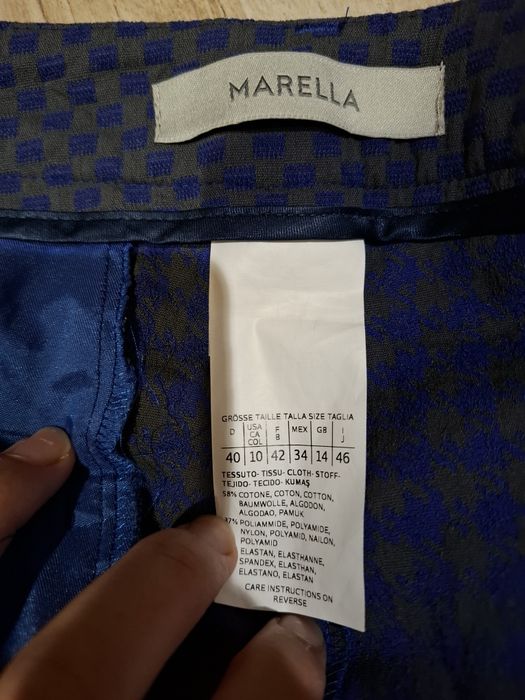 MARELLA
GRÖSSE TAILLE TALLA SIZE TAGLIA
D USA CA COL F B MEX GB I J
40 10 42 34 14 46
TESSUTO- TISSU- CLOTH- STOFF-
TEJIDO- TECIDO- KUMAŞ
58% COTONE, COTON, COTTON,
BAUMWOLLE, ALGODON,
ALGODAO, PAMUK
37% POLIAMMIDE, POLYAMIDE,
NYLON, POLYAMID, NAILON,
POLYAMID
ELASTAN, ELASTHANNE,
SPANDEX, ELASTHAN,
ELASTANO, ELASTAN
CARE INSTRUCTIONS ON
REVERSE